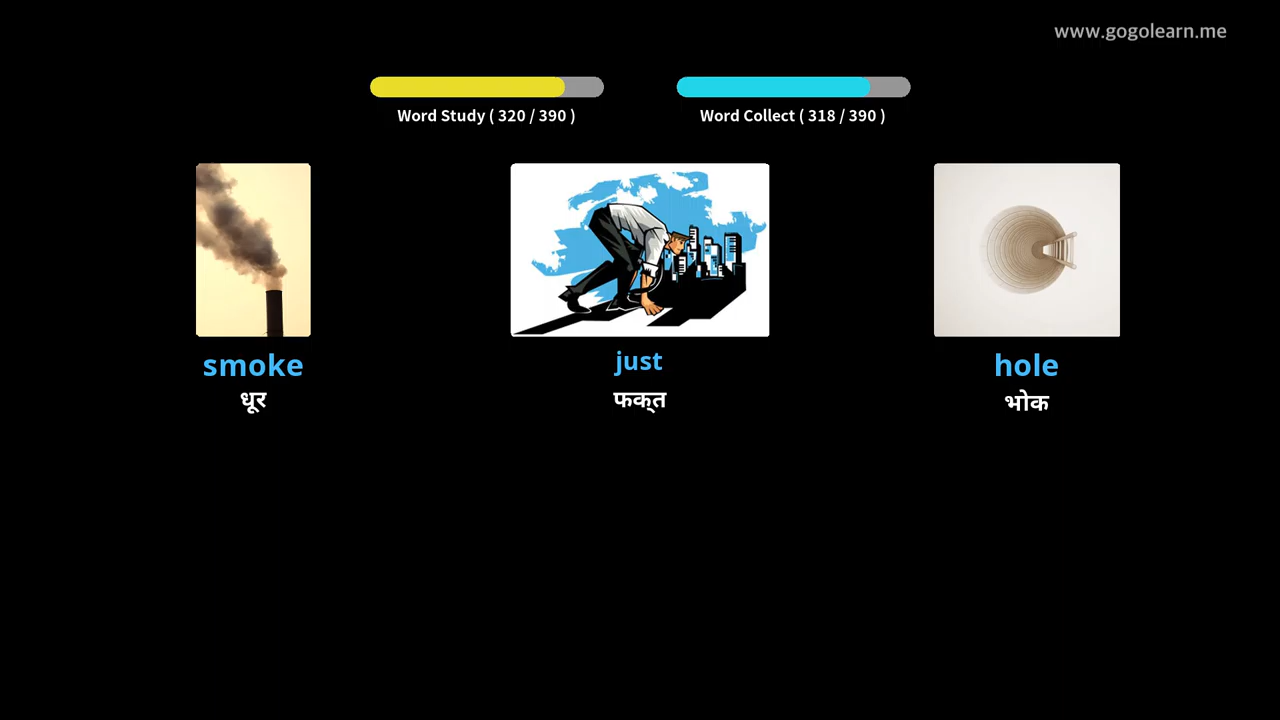 www.gogolearn.me
Word Study ( 320 / 390 )
Word Collect ( 318 / 390 )
smoke
just
hole
धूर
फक्त
भोक